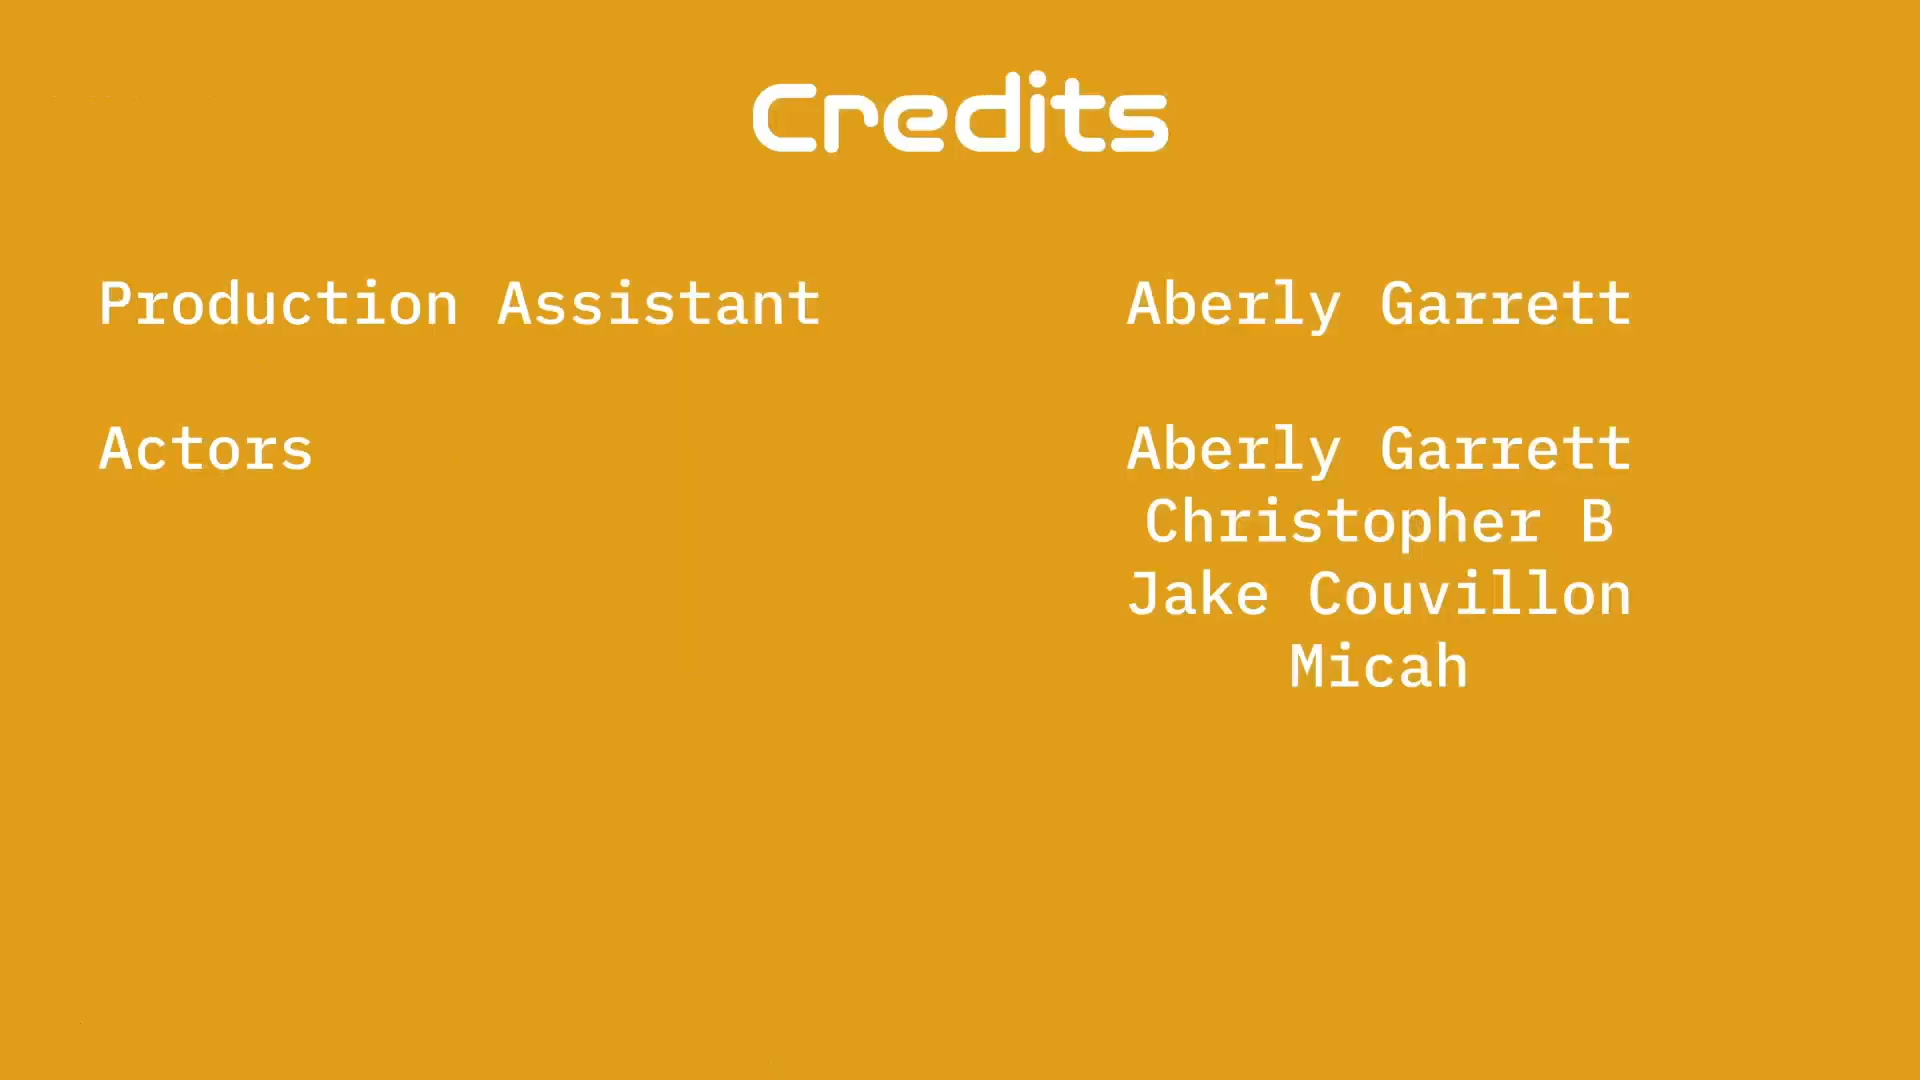 Credits
Production Assistant Aberly Garrett
Actors Aberly Garrett
Christopher B
Jake Couvillon
Micah